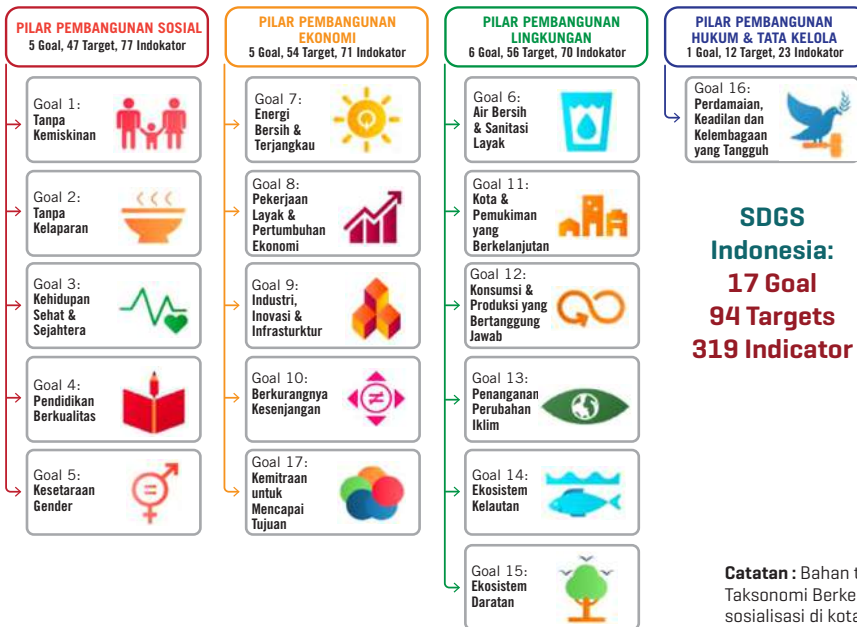 PILAR PEMBANGUNAN SOSIAL
5 Goal, 47 Target, 77 Indokator
Goal 1:
Tanpa
Kemiskinan
Goal 2:
Tanpa
Kelaparan
Goal 3:
Kehidupan
Sehat &
Sejahtera
Goal 4:
Pendidikan
Berkualitas
Goal 5:
Kesetaraan
Gender
PILAR PEMBANGUNAN
EKONOMI
5 Goal, 54 Target, 71 Indokator
Goal 7:
Energi
Bersih &
Terjangkau
Goal 8:
Pekerjaan
Layak &
Pertumbuhan
Ekonomi
Goal 9:
Industri,
Inovasi &
Infrasturktur
Goal 10:
Berkurangnya
Kesenjangan
Goal 17:
Kemitraan
untuk
Mencapai
Tujuan
PILAR PEMBANGUNAN
LINGKUNGAN
6 Goal, 56 Target, 70 Indokator
Goal 6:
Air Bersih
& Sanitasi
Layak
Goal 11:
Kota &
Pemukiman
yang
Berkelanjutan
Goal 12:
Konsumsi &
Produksi yang
Bertanggung
Jawab
Goal 13:
Penanganan
Perubahan
Iklim
Goal 14:
Ekosistem
Kelautan
Goal 15:
Ekosistem
Daratan
PILAR PEMBANGUNAN
HUKUM & TATA KELOLA
1 Goal, 12 Target, 23 Indokator
Goal 16:
Perdamaian,
Keadilan dan
Kelembagaan
yang Tangguh
SDGS
Indonesia:
17 Goal
94 Targets
319 Indicator
Catatan : Bahan
Taksonomi
sosialisasi di kota